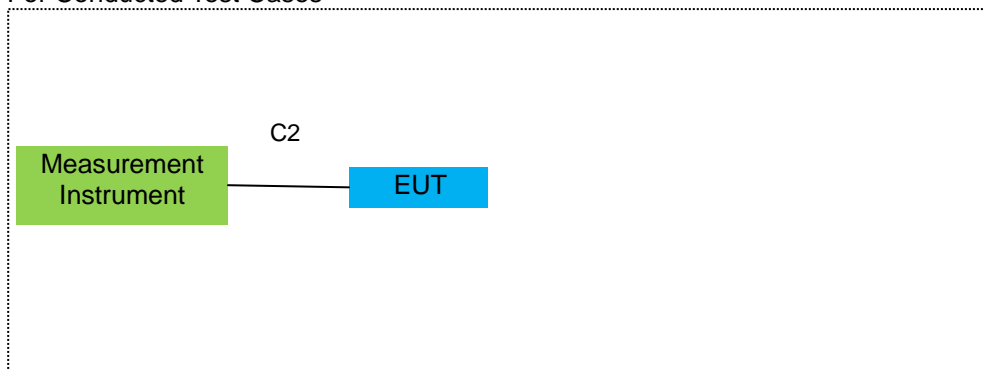 For Conducted Test Cases
C2
Measurement
Instrument
EUT